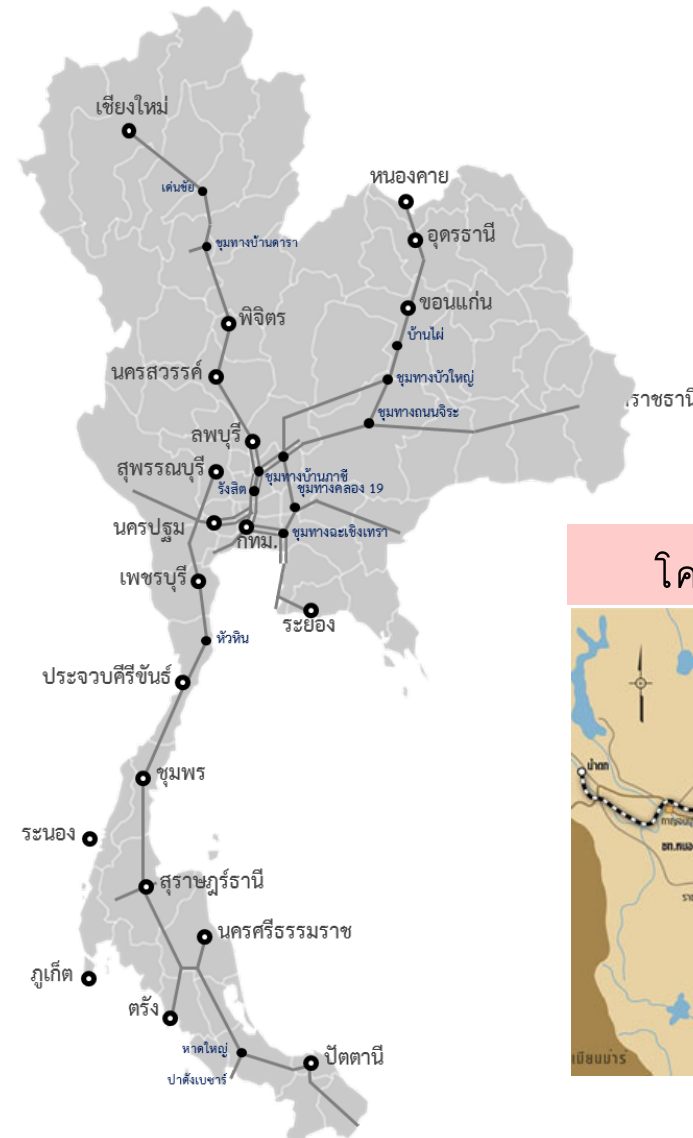 เชียงใหม่
เด่นชัย
ชุมทางบ้านดารา
พิจิตร
นครสวรรค์
ลพบุรี
สุพรรณบุรี
รังสิต
ชุมทางบ้านภาชี
ชุมทางคลอง 19
นครปฐม
กทม.
ชุมทางฉะเชิงเทรา
เพชรบุรี
ระยอง
หัวหิน
ประจวบคีรีขันธ์
ชุมพร
ระนอง
สุราษฎร์ธานี
นครศรีธรรมราช
ภูเก็ต
ตรัง
หาดใหญ่
ปาดังเบซาร์
ปัตตานี
หนองคาย
อุดรธานี
ขอนแก่น
บ้านไผ่
ชุมทางบัวใหญ่
ชุมทางถนนจิระ
ราชธานี
โค
น้ำตก